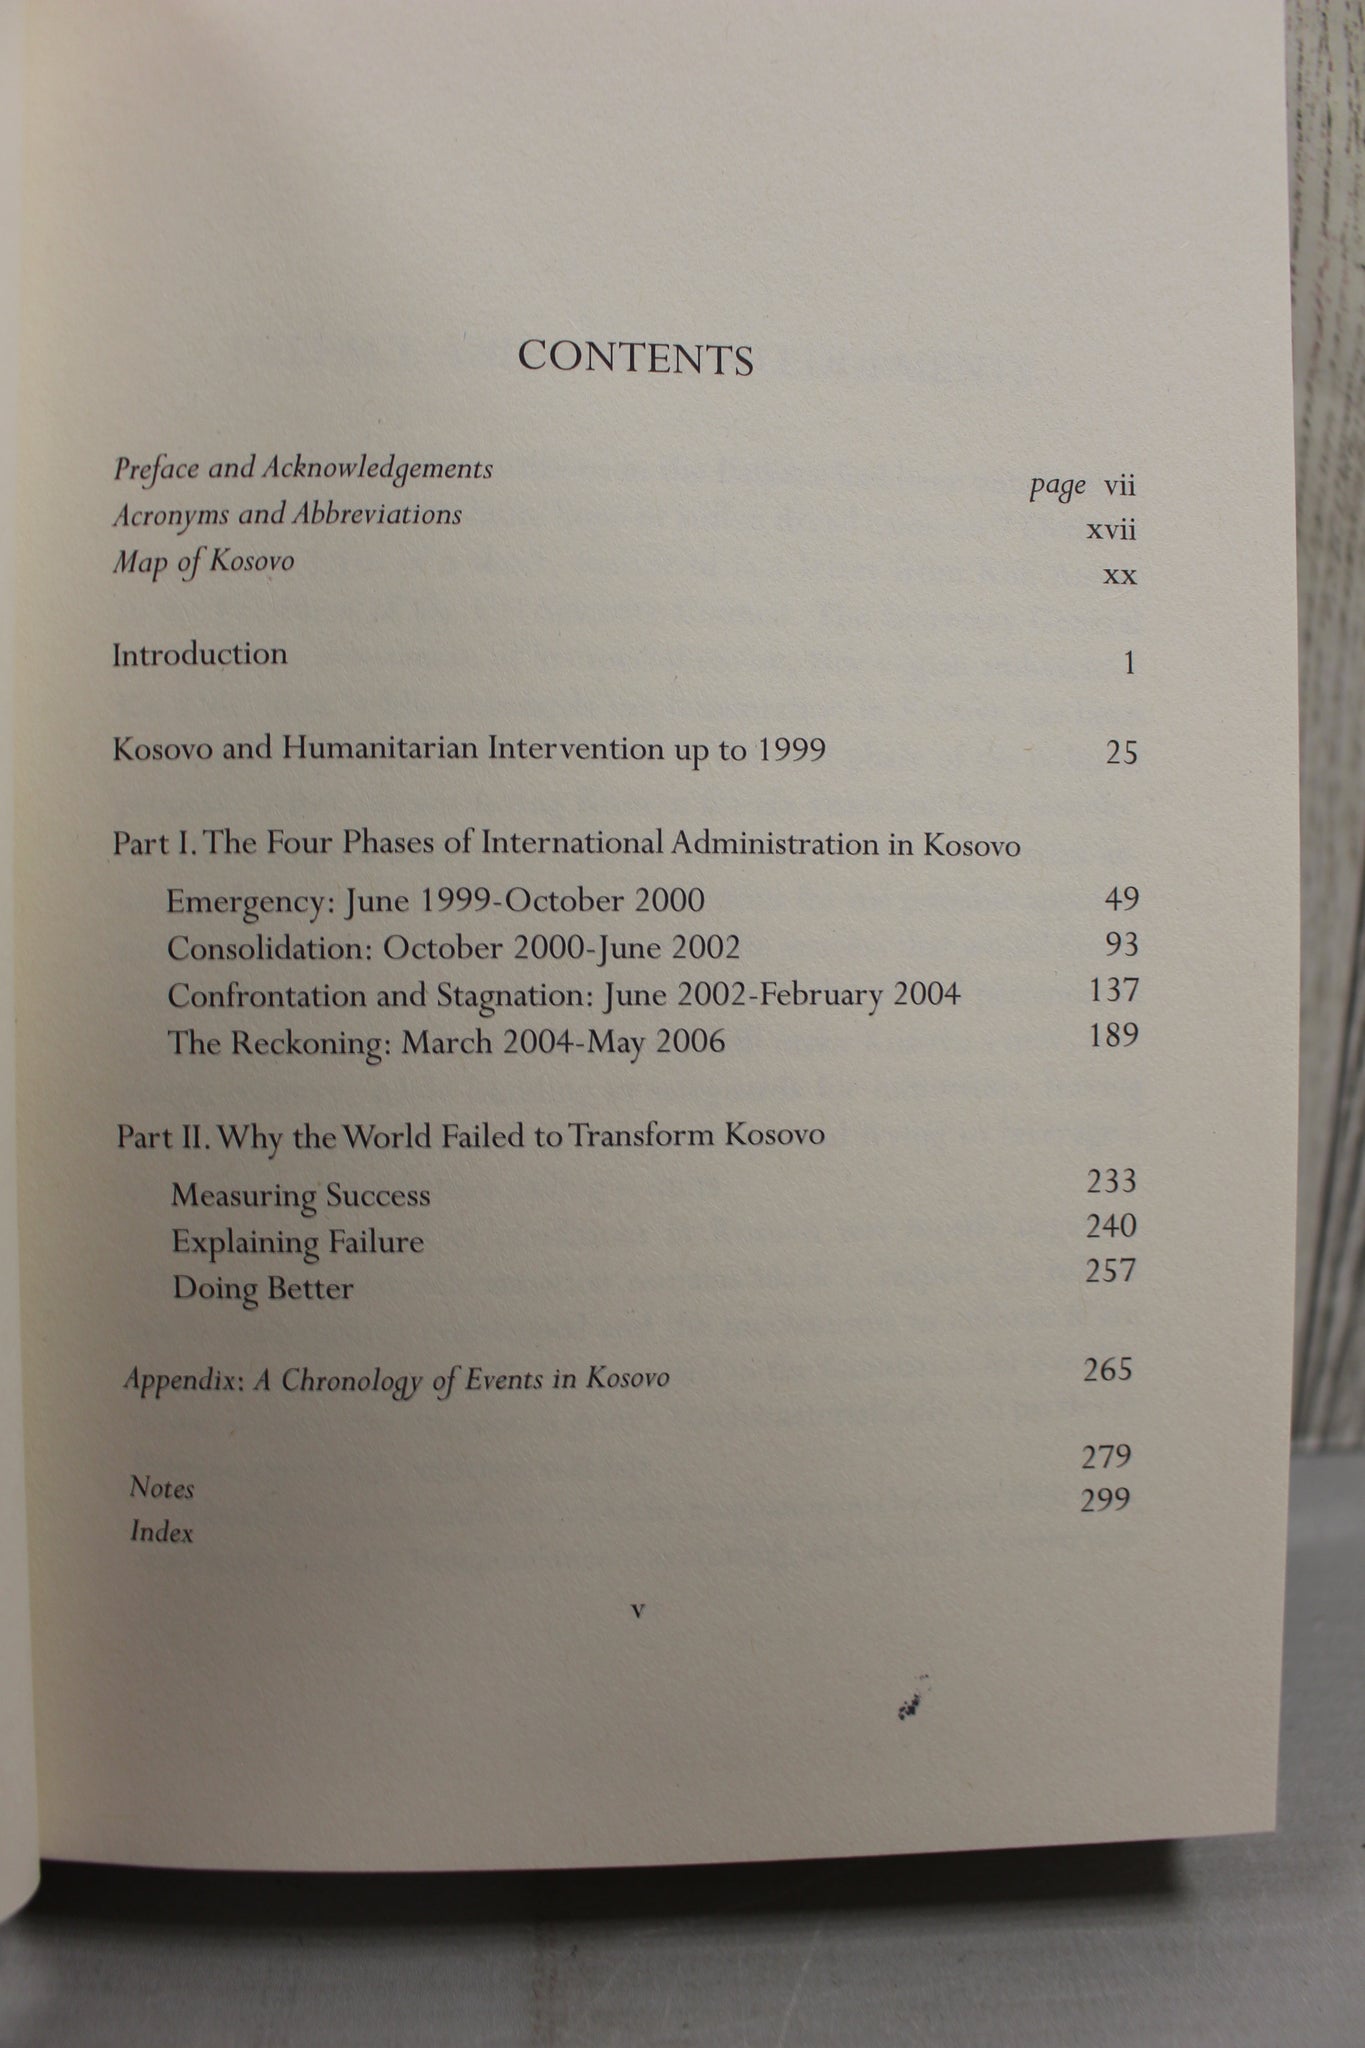 CONTENTS
Preface and Acknowledgements page vii
Acronyms and Abbreviations xvii
Map of Kosovo xx
Introduction 1
Kosovo and Humanitarian Intervention up to 1999 25
Part I. The Four Phases of International Administration in Kosovo
Emergency: June 1999-October 2000 49
Consolidation: October 2000-June 2002 93
Confrontation and Stagnation: June 2002-February 2004 137
The Reckoning: March 2004-May 2006 189
Part II. Why the World Failed to Transform Kosovo
Measuring Success 233
Explaining Failure 240
Doing Better 257
Appendix: A Chronology of Events in Kosovo 265
Notes 279
Index 299
v